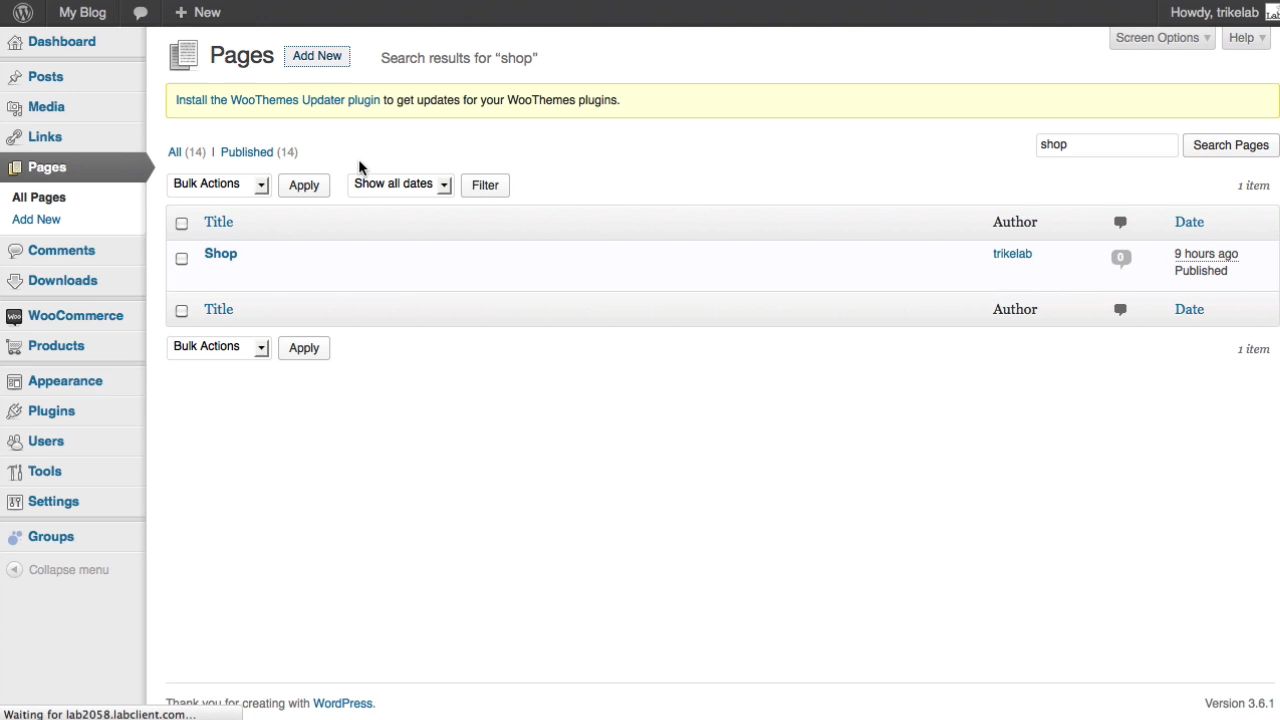 My Blog
New
Howdy, trikelab
Dashboard
Posts
Media
Links
Pages
All Pages
Add New
Comments
Downloads
WooCommerce
Products
Appearance
Plugins
Users
Tools
Settings
Groups
Collapse menu
Screen Options
Help
Pages
Add New
Search results for “shop”
Install the WooThemes Updater plugin to get updates for your WooThemes plugins.
All (14) | Published (14)
shop
Search Pages
Bulk Actions
Apply
Show all dates
Filter
1 item
Title
Author
Date
Shop
trikelab
0
9 hours ago
Published
Title
Author
Date
Bulk Actions
Apply
1 item
Thank you for creating with WordPress.
Version 3.6.1
Waiting for lab2058.labclient.com...